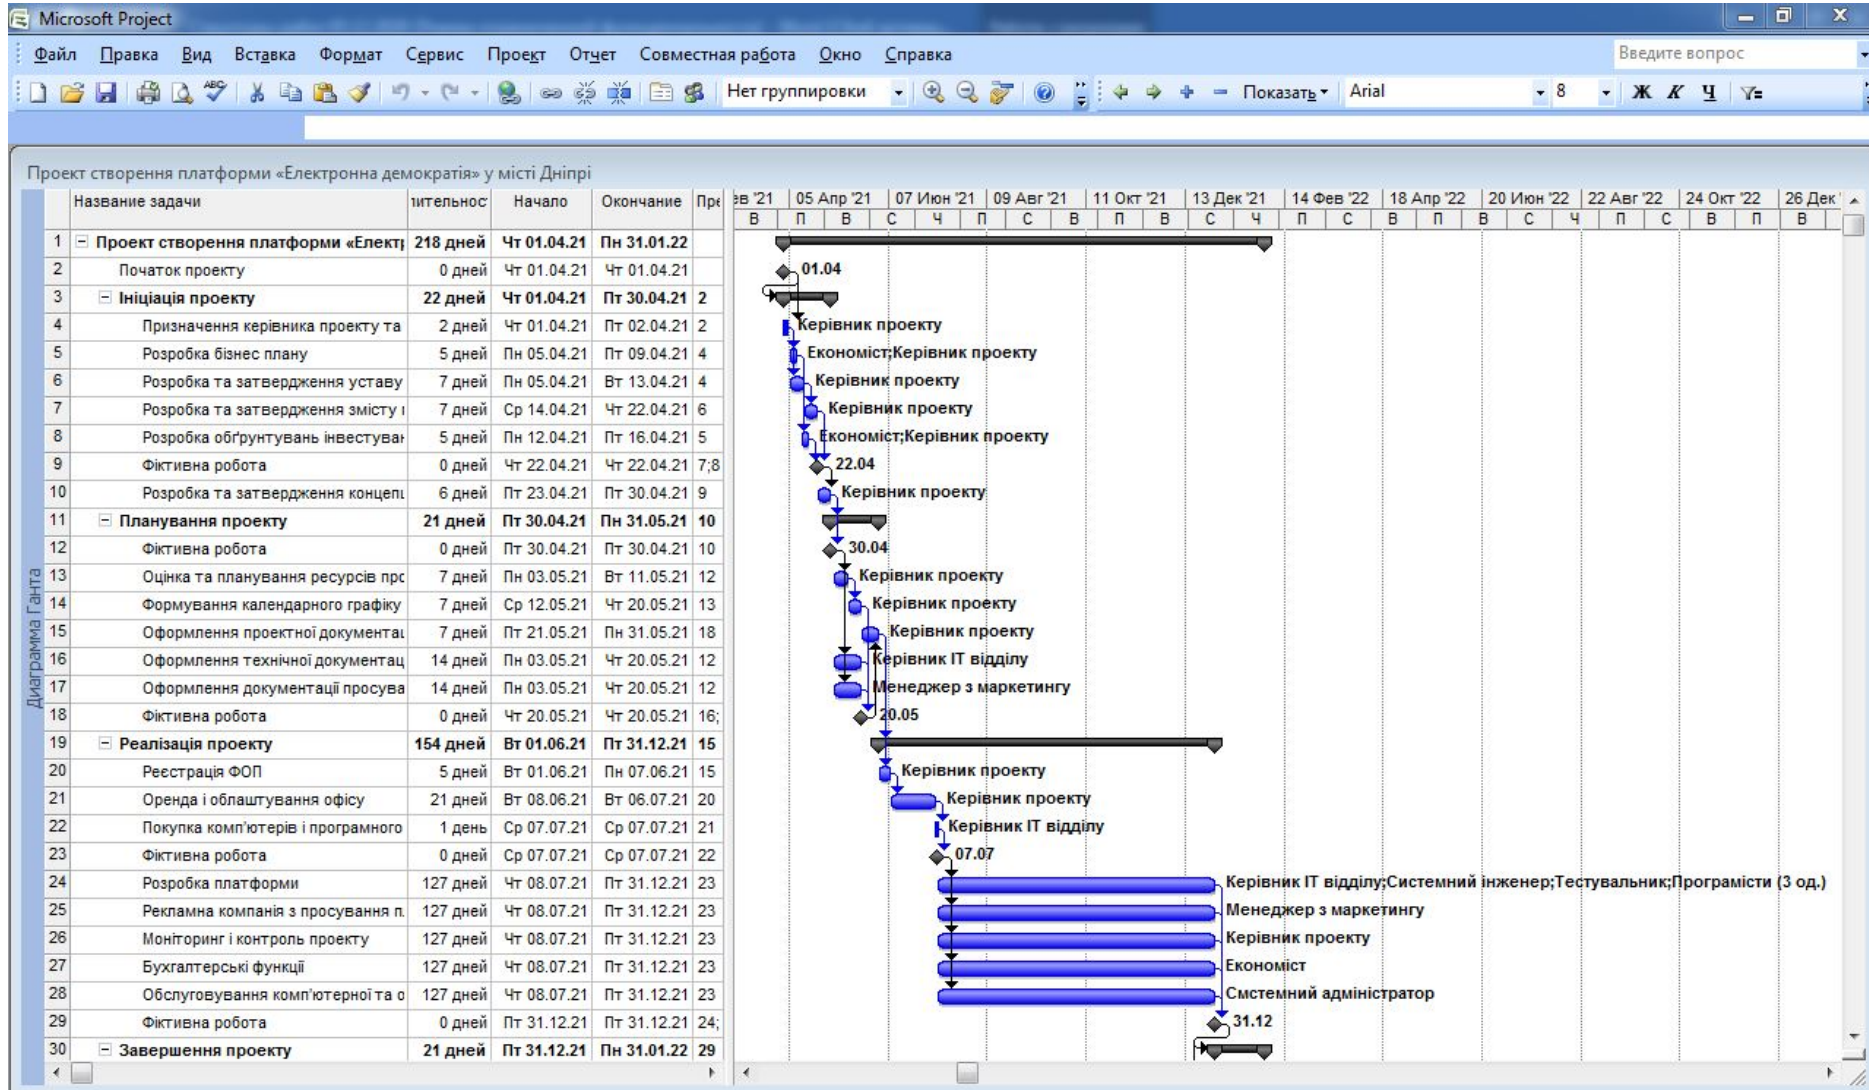 Microsoft Project
Файл Правка Вид Вставка Формат Сервис Проект Отчет Совместная работа Окно Справка Введите вопрос
Нет группировки Показать Arial 8 Ж К Ч
Проект створення платформи «Електронна демократія» у місті Дніпрі
Название задачи Начало Окончание Пре 05 Апр '21 07 Июн '21 09 Авг '21 11 Окт '21 13 Дек '21 14 Фев '22 18 Апр '22 20 Июн '22 22 Авг '22 24 Окт '22 26 Дек '
В П В С Ч П С В П В С Ч П С В П С Ч П С В П В
1 Проект створення платформи «Елект 218 дней Чт 01.04.21 Пн 31.01.22
2 Початок проекту 0 дней Чт 01.04.21 Чт 01.04.21 01.04
3 Ініціація проекту 22 дней Чт 01.04.21 Пт 30.04.21 2
4 Призначення керівника проекту та 2 дней Чт 01.04.21 Пт 02.04.21 2 Керівник проекту
5 Розробка бізнес плану 5 дней Пн 05.04.21 Пт 09.04.21 4 Економіст;Керівник проекту
6 Розробка та затвердження уставу 7 дней Пн 05.04.21 Вт 13.04.21 4 Керівник проекту
7 Розробка та затвердження змісту 7 дней Ср 14.04.21 Чт 22.04.21 6 Керівник проекту
8 Розробка обґрунтувань інвестуван 5 дней Пн 12.04.21 Пт 16.04.21 5 Економіст;Керівник проекту
9 Фіктивна робота 0 дней Чт 22.04.21 Чт 22.04.21 7;8 22.04
10 Розробка та затвердження концеп 6 дней Пт 23.04.21 Пт 30.04.21 9 Керівник проекту
11 Планування проекту 21 дней Пт 30.04.21 Пн 31.05.21 10
12 Фіктивна робота 0 дней Пт 30.04.21 Пт 30.04.21 10 30.04
13 Оцінка та планування ресурсів про 7 дней Пн 03.05.21 Вт 11.05.21 12 Керівник проекту
14 Формування календарного графіку 7 дней Ср 12.05.21 Чт 20.05.21 13 Керівник проекту
15 Оформлення проектної документац 7 дней Пт 21.05.21 Пн 31.05.21 18 Керівник проекту
16 Оформлення технічної документац 14 дней Пн 03.05.21 Чт 20.05.21 12 Керівник ІТ відділу
17 Оформлення документації просува 14 дней Пн 03.05.21 Чт 20.05.21 12 Менеджер з маркетингу
18 Фіктивна робота 0 дней Чт 20.05.21 Чт 20.05.21 16; 20.05
19 Реалізація проекту 154 дней Вт 01.06.21 Пт 31.12.21 15
20 Реєстрація ФОП 5 дней Вт 01.06.21 Пн 07.06.21 15 Керівник проекту
21 Оренда і облаштування офісу 21 дней Вт 08.06.21 Вт 06.07.21 20 Керівник проекту
22 Покупка комп'ютерів і програмного 1 день Ср 07.07.21 Ср 07.07.21 21 Керівник ІТ відділу
23 Фіктивна робота 0 дней Ср 07.07.21 Ср 07.07.21 22 07.07
24 Розробка платформи 127 дней Чт 08.07.21 Пт 31.12.21 23 Керівник ІТ відділу;Системний інженер;Тестувальник;Програмісти (3 од.)
25 Рекламна компанія з просування п. 127 дней Чт 08.07.21 Пт 31.12.21 23 Менеджер з маркетингу
26 Моніторинг і контроль проекту 127 дней Чт 08.07.21 Пт 31.12.21 23 Керівник проекту
27 Бухгалтерські функції 127 дней Чт 08.07.21 Пт 31.12.21 23 Економіст
28 Обслуговування комп'ютерної та о 127 дней Чт 08.07.21 Пт 31.12.21 23 Смстемний адміністратор
29 Фіктивна робота 0 дней Пт 31.12.21 Пт 31.12.21 24; 31.12
30 Завершення проекту 21 дней Пт 31.12.21 Пн 31.01.22 29
Диаграмма Ганта